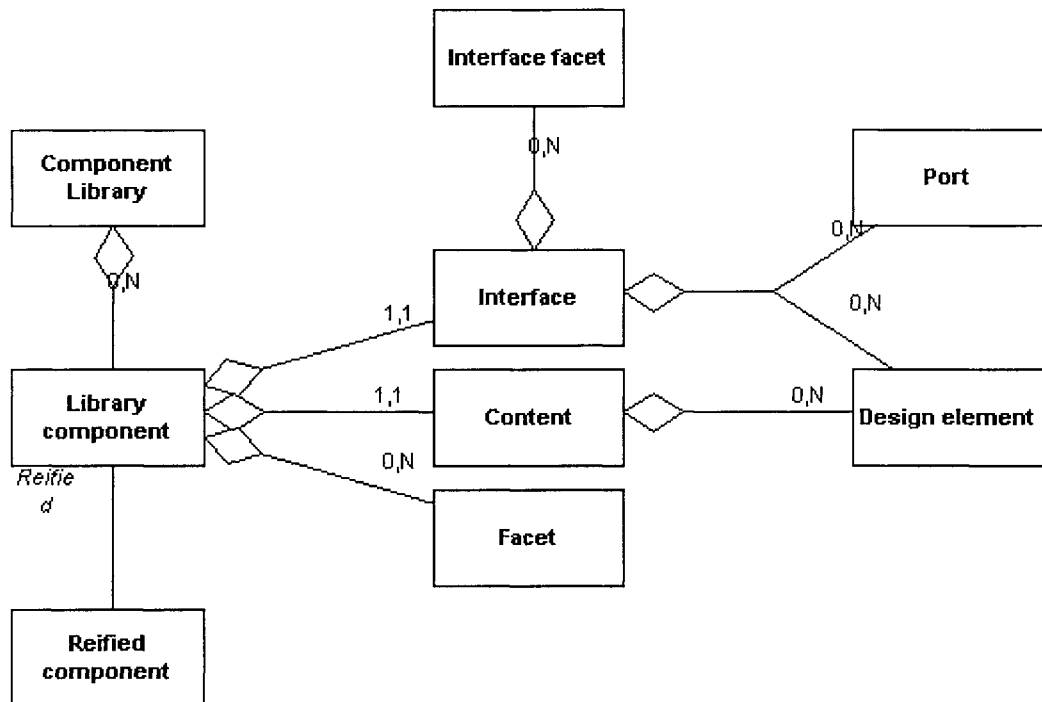 Interface facet
0,N
Component
Library
Port
0,N
0,N
Interface
0,N
1,1
Library
component
1,1
Content
0,N
Design element
Reifie
d
0,N
Facet
Reified
component